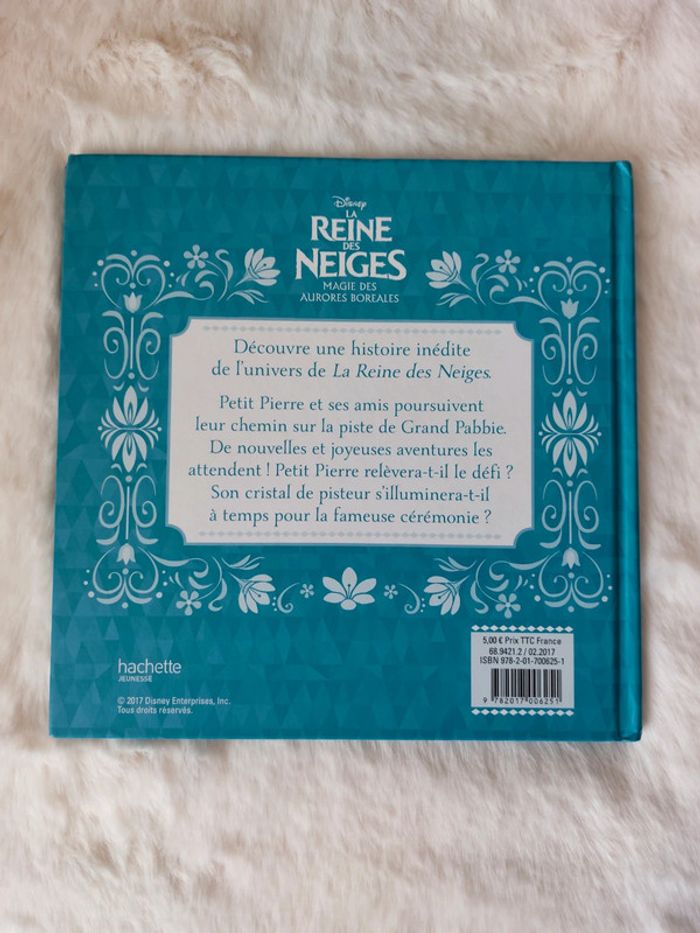 Disney
LA
REINE
DES
NEIGES
MAGIE DES
AURORES BOREALES
Découvre une histoire inédite
de l'univers de La Reine des Neiges.
Petit Pierre et ses amis poursuivent
leur chemin sur la piste de Grand Pabbie.
De nouvelles et joyeuses aventures les
attendent ! Petit Pierre relèvera-t-il le défi ?
Son cristal de pisteur s'illuminera-t-il
à temps pour la fameuse cérémonie ?
5,00 € Prix TTC France
68.9421.2 / 02.2017
ISBN 978-2-01-700625-1
9 782017 006251
hachette
JEUNESSE
© 2017 Disney Enterprises, Inc.
Tous droits réservés.